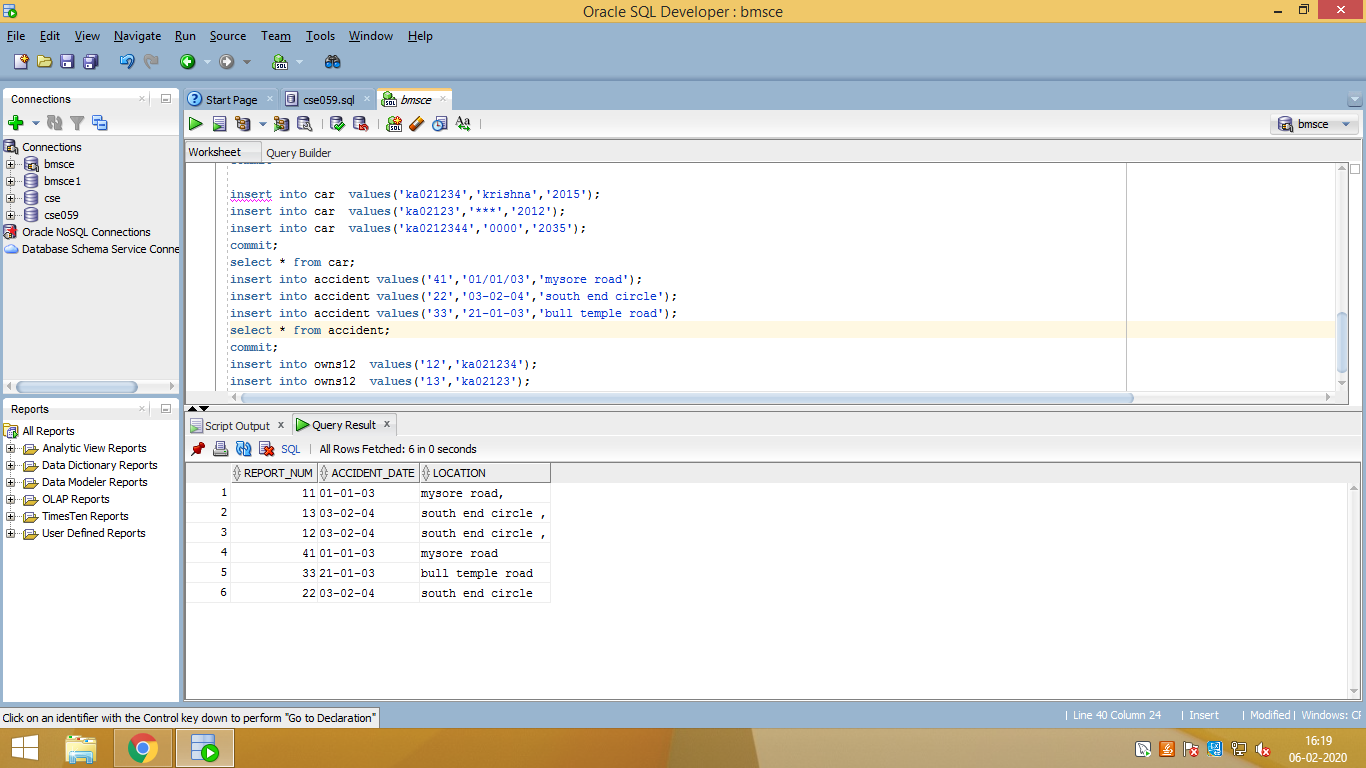 Oracle SQL Developer : bmsce
File Edit View Navigate Run Source Team Tools Window Help
Connections
Start Page
cse059.sql
bmsce
bmsce
Connections
bmsce
bmsce1
cse
cse059
Oracle NoSQL Connections
Database Schema Service Conne
Worksheet Query Builder
insert into car  values('ka021234','krishna','2015');
insert into car  values('ka02123','***','2012');
insert into car  values('ka0212344','0000','2035');
commit;
select * from car;
insert into accident values('41','01/01/03','mysore road');
insert into accident values('22','03-02-04','south end circle');
insert into accident values('33','21-01-03','bull temple road');
select * from accident;
commit;
insert into owns12  values('12','ka021234');
insert into owns12  values('13','ka02123');
Reports
All Reports
Analytic View Reports
Data Dictionary Reports
Data Modeler Reports
OLAP Reports
TimesTen Reports
User Defined Reports
Script Output x Query Result x
SQL | All Rows Fetched: 6 in 0 seconds
REPORT_NUM ACCIDENT_DATE LOCATION
1 11 01-01-03 mysore road,
2 13 03-02-04 south end circle ,
3 12 03-02-04 south end circle ,
4 41 01-01-03 mysore road
5 33 21-01-03 bull temple road
6 22 03-02-04 south end circle
Click on an identifier with the Control key down to perform "Go to Declaration"
| Line 40 Column 24 | Insert | Modified | Windows: CF
16:19
06-02-2020